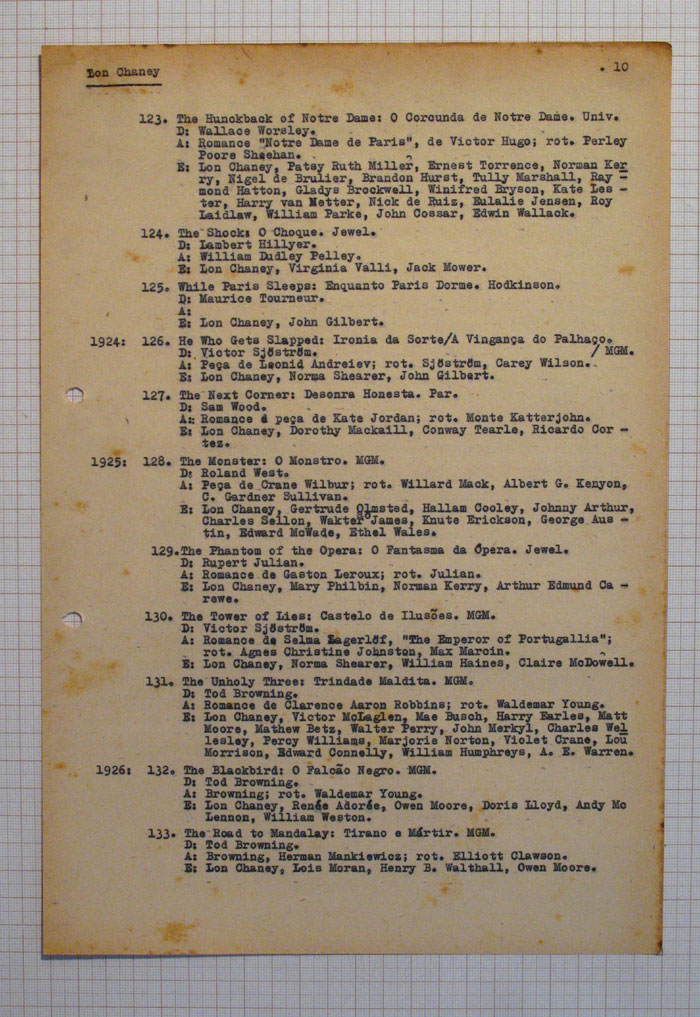 Lon Chaney . 10
123. The Hunckback of Notre Dame: O Corcunda de Notre Dame. Univ.
D: Wallace Worsley.
A: Romance "Notre Dame de Paris", de Victor Hugo; rot. Perley
Poore Sheehan.
E: Lon Chaney, Patsy Ruth Miller, Ernest Torrence, Norman Ker
ry, Nigel de Brulier, Brandon Hurst, Tully Marshall, Ray -
mond Hatton, Gladys Brockwell, Winifred Bryson, Kate Les -
ter, Harry van Metter, Nick de Ruiz, Eulalie Jensen, Roy
Laidlaw, William Parke, John Cossar, Edwin Wallack.
124. The Shock: O Choque. Jewel.
D: Lambert Hillyer.
A: William Dudley Pelley.
E: Lon Chaney, Virginia Valli, Jack Mower.
125. While Paris Sleeps: Enquanto Paris Dorme. Hodkinson.
D: Maurice Tourneur.
A:
E: Lon Chaney, John Gilbert.
1924: 126. He Who Gets Slapped: Ironia da Sorte/A Vingança do Palhaço.
D: Victor Sjöström. / MGM.
A: Peça de Leonid Andreiev; rot. Sjöström, Carey Wilson.
E: Lon Chaney, Norma Shearer, John Gilbert.
127. The Next Corner: Desonra Honesta. Par.
D: Sam Wood.
A: Romance e peça de Kate Jordan; rot. Monte Katterjohn.
E: Lon Chaney, Dorothy Mackaill, Conway Tearle, Ricardo Cor -
tez.
1925: 128. The Monster: O Monstro. MGM.
D: Roland West.
A: Peça de Crane Wilbur; rot. Willard Mack, Albert G. Kenyon,
C. Gardner Sullivan.
E: Lon Chaney, Gertrude Olmsted, Hallam Cooley, Johnny Arthur,
Charles Sellon, Wakter James, Knute Erickson, George Aus -
tin, Edward McWade, Ethel Wales.
129. The Phantom of the Opera: O Fantasma da Ópera. Jewel.
D: Rupert Julian.
A: Romance de Gaston Leroux; rot. Julian.
E: Lon Chaney, Mary Philbin, Norman Kerry, Arthur Edmund Ca -
rewe.
130. The Tower of Lies: Castelo de Ilusões. MGM.
D: Victor Sjöström.
A: Romance de Selma Lagerlöf, "The Emperor of Portugallia";
rot. Agnes Christine Johnston, Max Marcin.
E: Lon Chaney, Norma Shearer, William Haines, Claire McDowell.
131. The Unholy Three: Trindade Maldita. MGM.
D: Tod Browning.
A: Romance de Clarence Aaron Robbins; rot. Waldemar Young.
E: Lon Chaney, Victor McLaglen, Mae Busch, Harry Earles, Matt
Moore, Mathew Betz, Walter Perry, John Merkyl, Charles Wel
lesley, Percy Williams, Marjorie Norton, Violet Crane, Lou
Morrison, Edward Connelly, William Humphreys, A. E. Warren.
1926: 132. The Blackbird: O Falcão Negro. MGM.
D: Tod Browning.
A: Browning; rot. Waldemar Young.
E: Lon Chaney, Renée Adorée, Owen Moore, Doris Lloyd, Andy Mc
Lennon, William Weston.
133. The Road to Mandalay: Tirano e Mártir. MGM.
D: Tod Browning.
A: Browning, Herman Mankiewicz; rot. Elliott Clawson.
E: Lon Chaney, Lois Moran, Henry B. Walthall, Owen Moore.